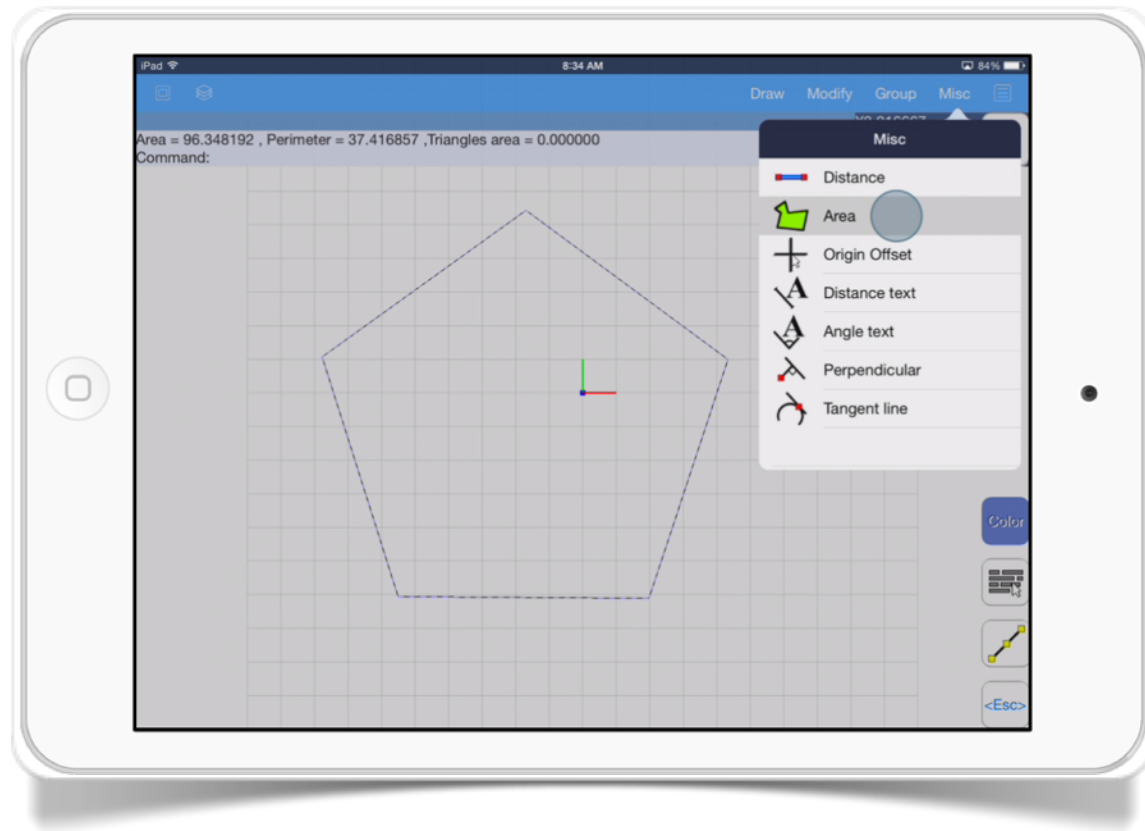 iPad 8:34 AM 84%
Draw Modify Group Misc
Area = 96.348192 , Perimeter = 37.416857 ,Triangles area = 0.000000
Command:
Misc
Distance
Area
Origin Offset
Distance text
Angle text
Perpendicular
Tangent line
Color
<Esc>